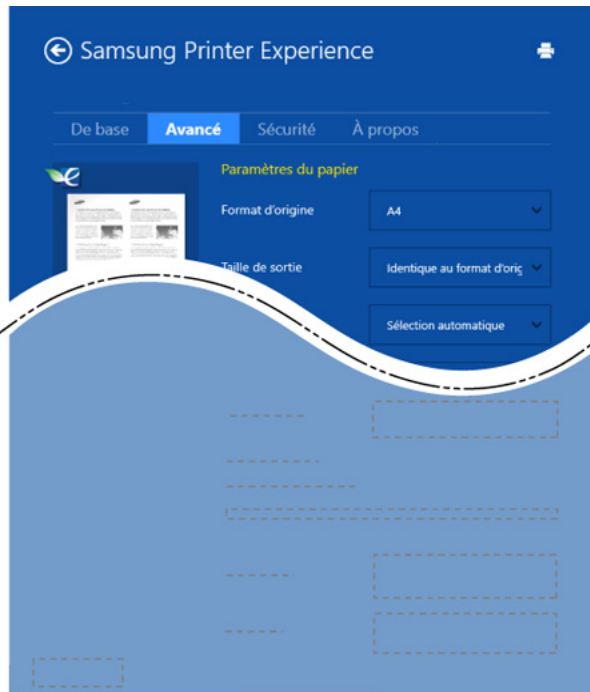 Samsung Printer Experience
De base Avancé Sécurité À propos
Paramètres du papier
Format d'origine A4
Taille de sortie Identique au format d'orig
Sélection automatique